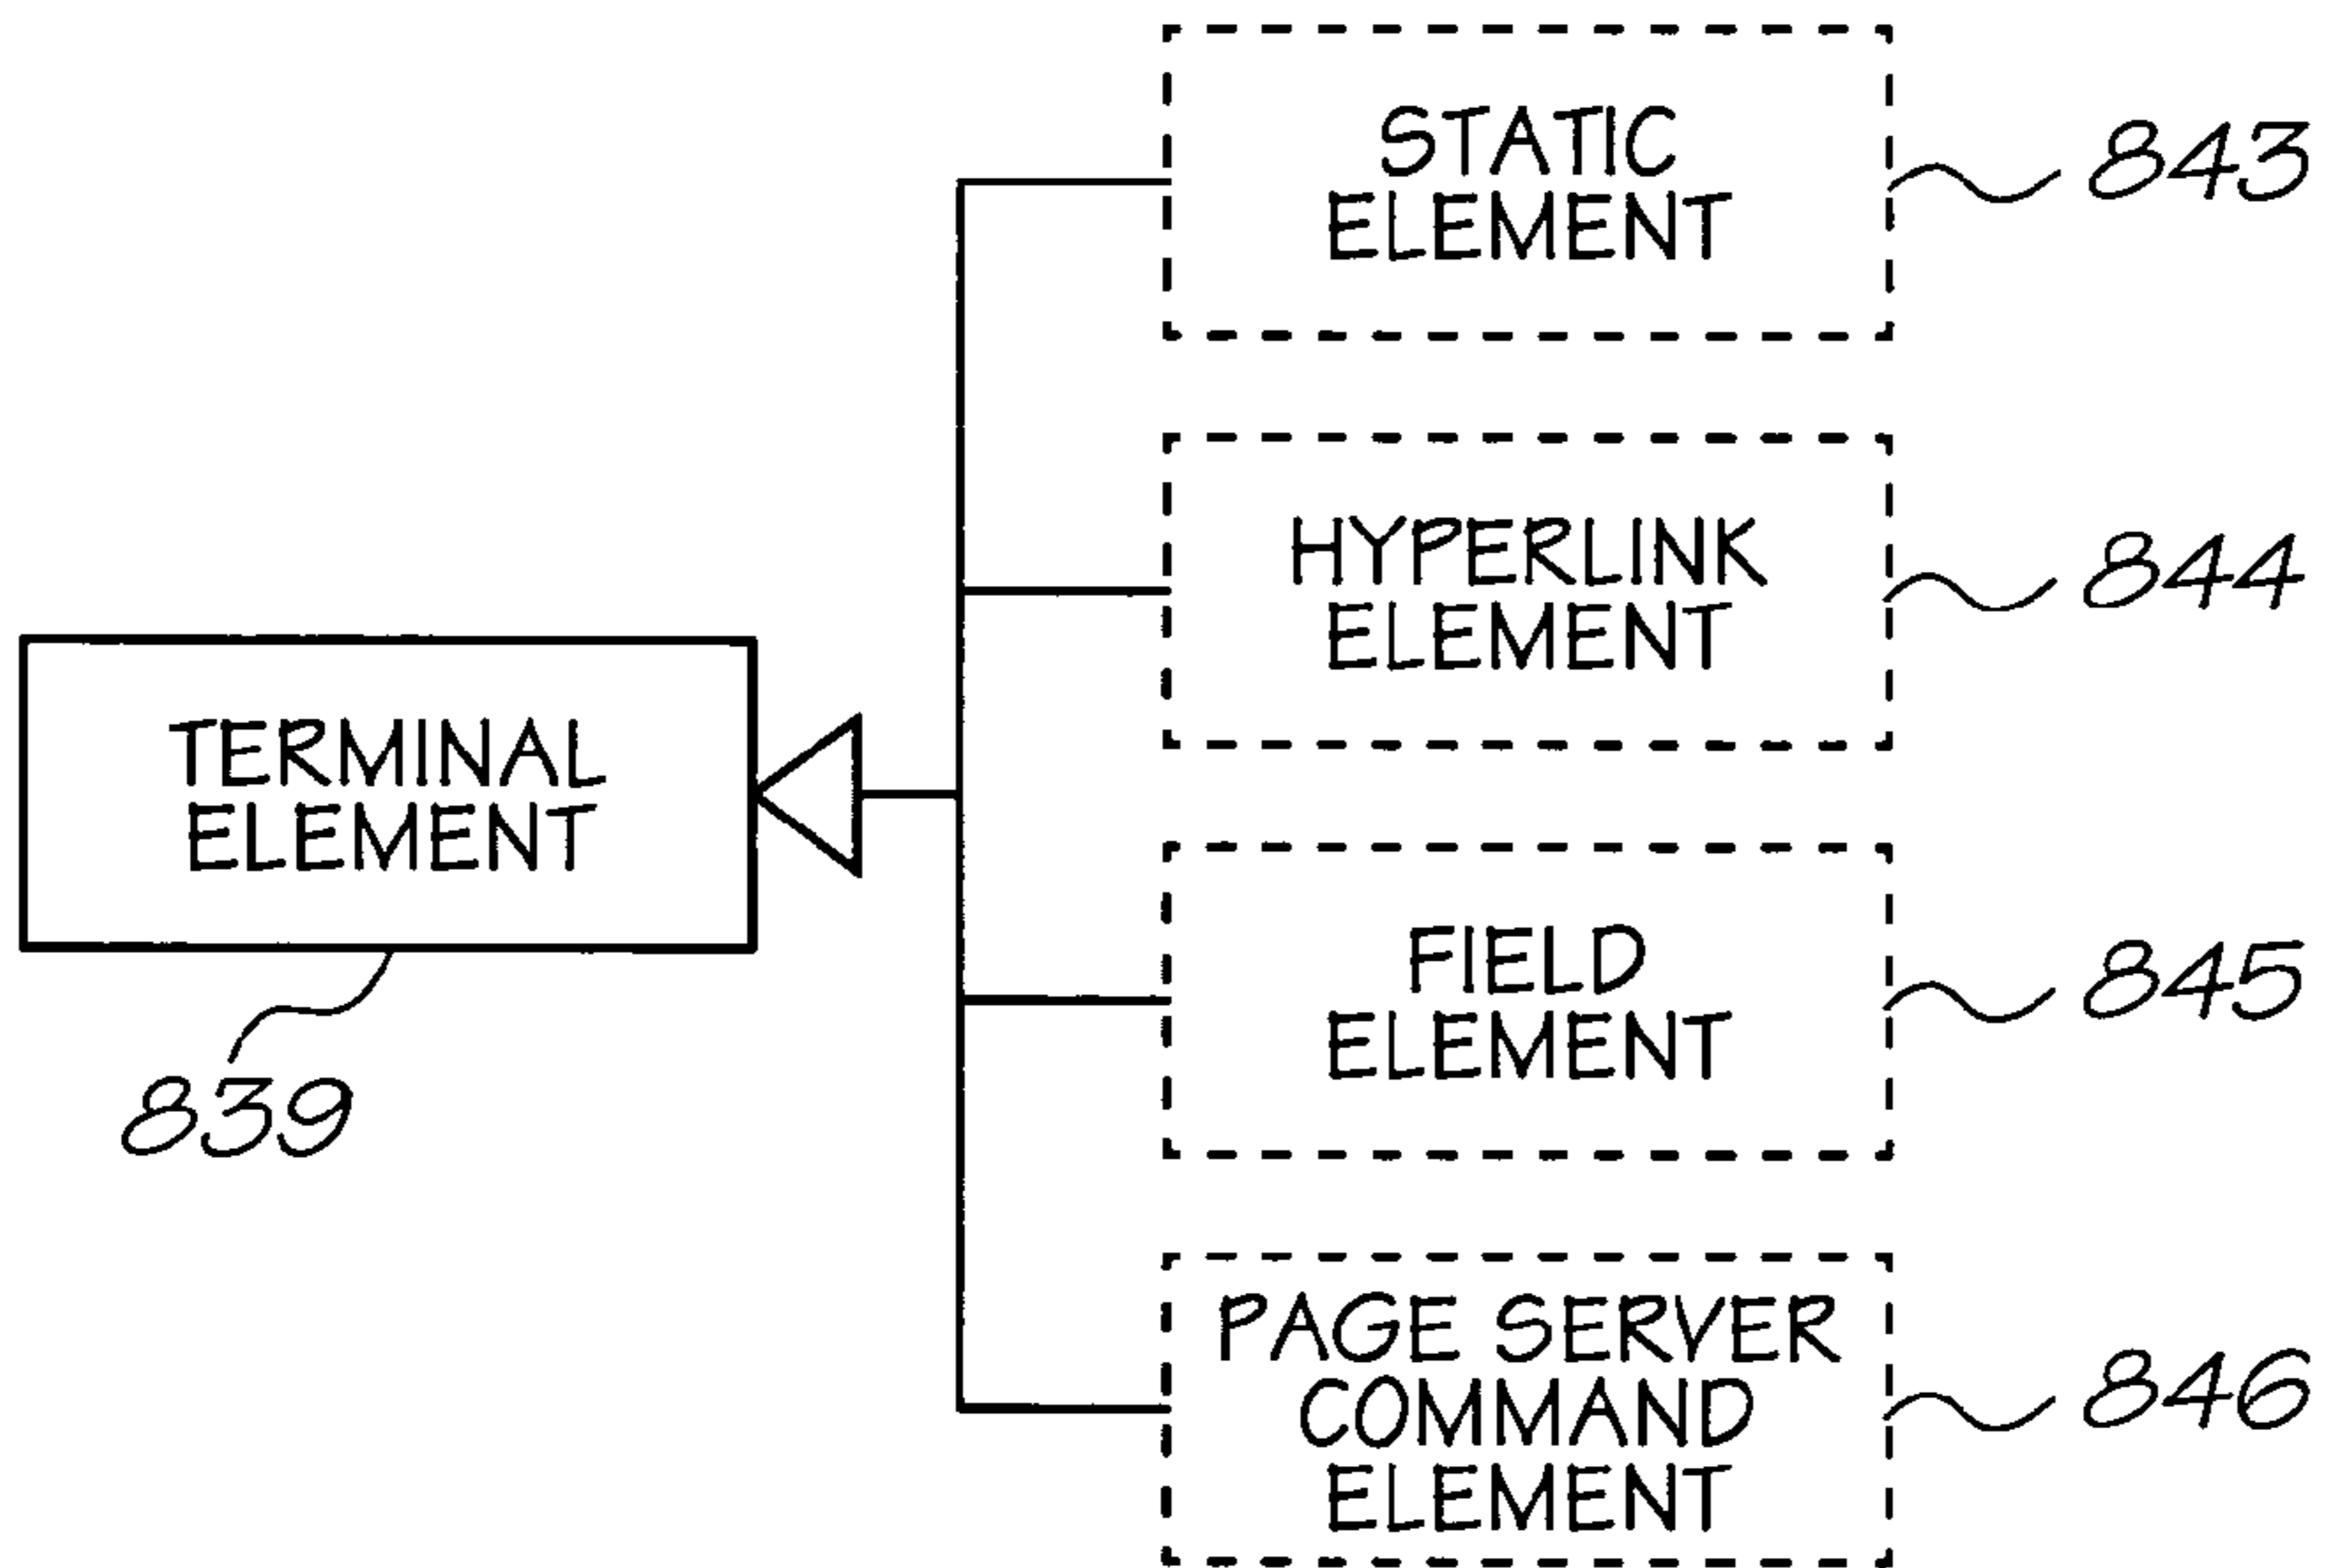 STATIC
ELEMENT
843
HYPERLINK
ELEMENT
844
TERMINAL
ELEMENT
839
FIELD
ELEMENT
845
PAGE SERVER
COMMAND
ELEMENT
846